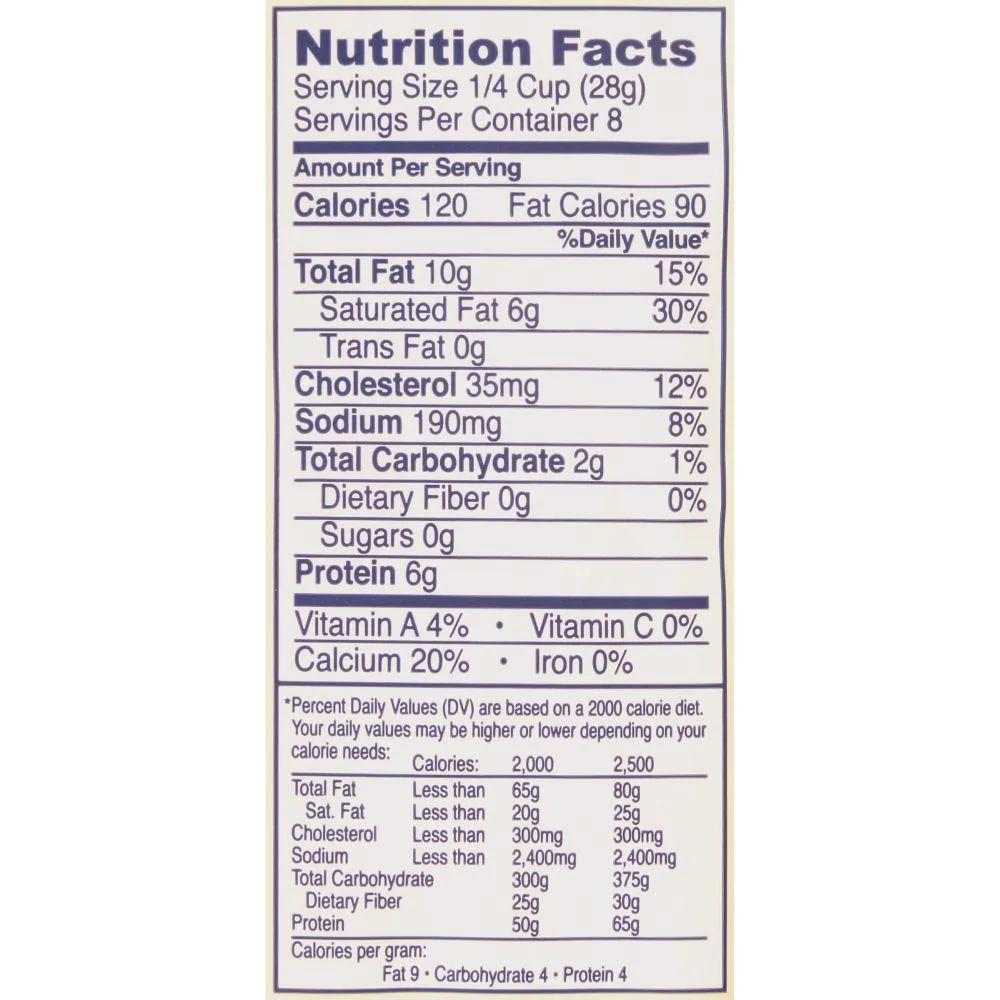 Nutrition Facts
Serving Size 1/4 Cup (28g)
Servings Per Container 8
Amount Per Serving
Calories 120 Fat Calories 90
%Daily Value*
Total Fat 10g 15%
Saturated Fat 6g 30%
Trans Fat 0g
Cholesterol 35mg 12%
Sodium 190mg 8%
Total Carbohydrate 2g 1%
Dietary Fiber 0g 0%
Sugars 0g
Protein 6g
Vitamin A 4% • Vitamin C 0%
Calcium 20% • Iron 0%
*Percent Daily Values (DV) are based on a 2000 calorie diet.
Your daily values may be higher or lower depending on your
calorie needs:
Calories: 2,000 2,500
Total Fat Less than 65g 80g
Sat. Fat Less than 20g 25g
Cholesterol Less than 300mg 300mg
Sodium Less than 2,400mg 2,400mg
Total Carbohydrate 300g 375g
Dietary Fiber 25g 30g
Protein 50g 65g
Calories per gram:
Fat 9 • Carbohydrate 4 • Protein 4